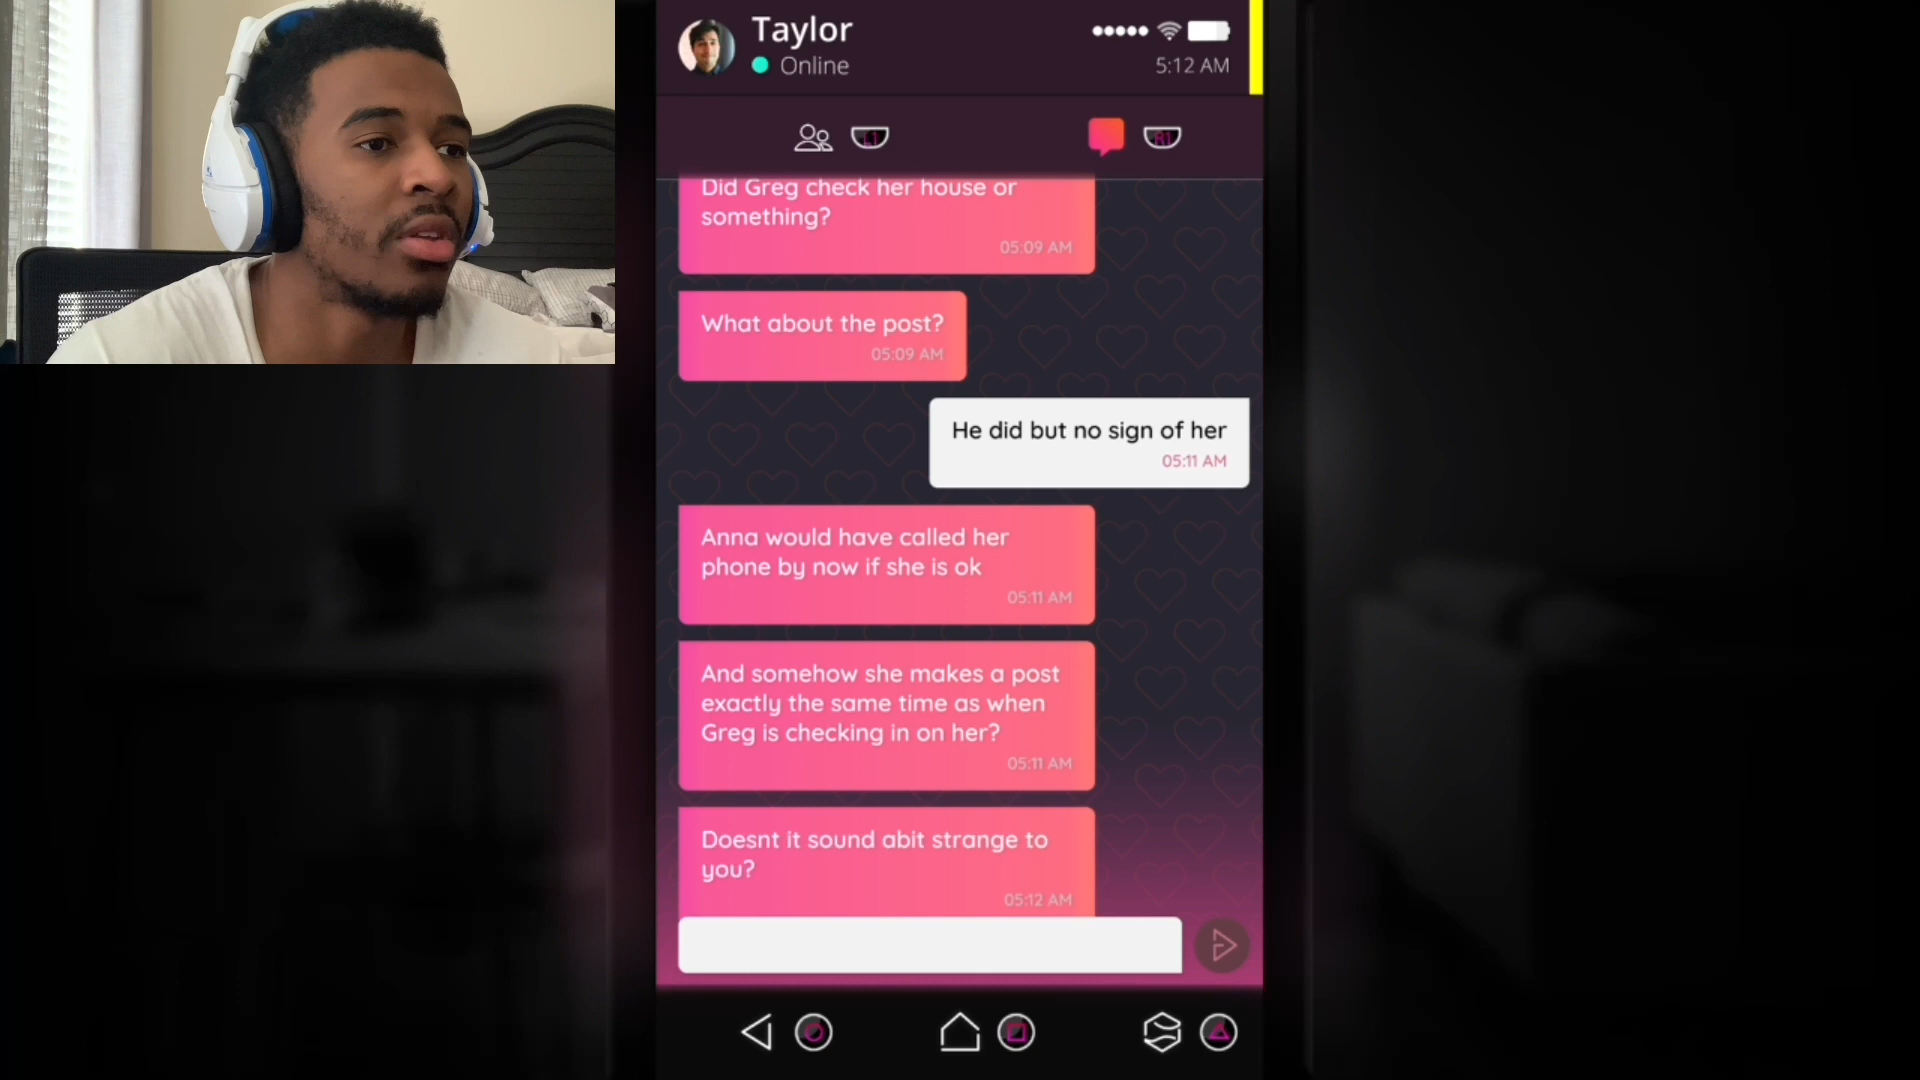 Taylor
Online
5:12 AM
L1
R1
Did Greg check her house or
something?
05:09 AM
What about the post?
05:09 AM
He did but no sign of her
05:11 AM
Anna would have called her
phone by now if she is ok
05:11 AM
And somehow she makes a post
exactly the same time as when
Greg is checking in on her?
05:11 AM
Doesnt it sound abit strange to
you?
05:12 AM